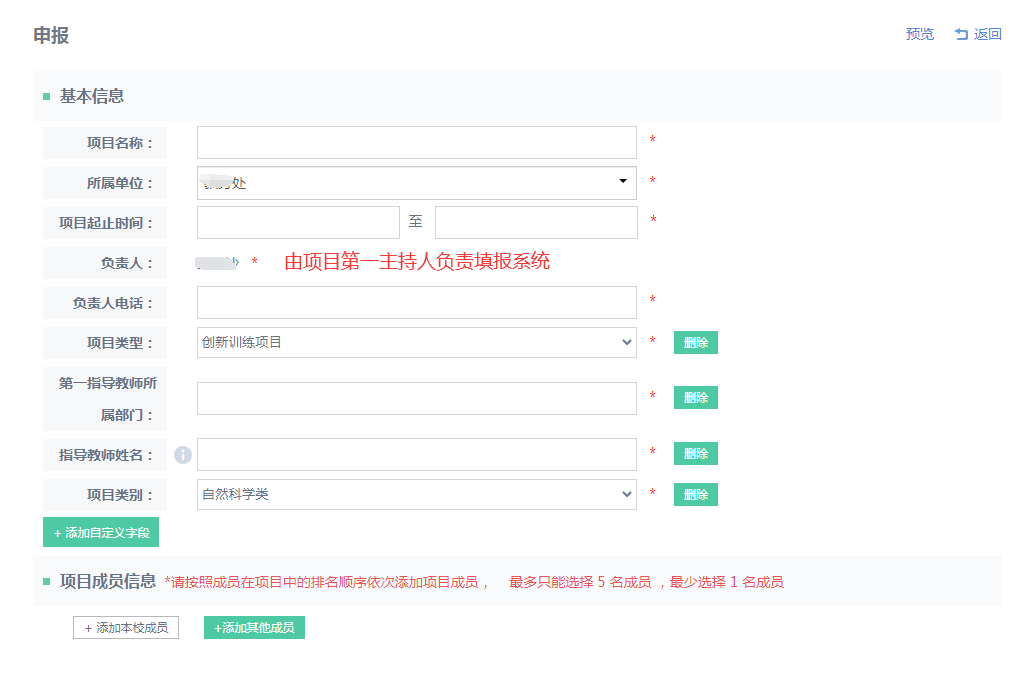 申报
预览 返回
基本信息
项目名称： *
所属单位： 处 *
项目起止时间： 至 *
负责人： * 由项目第一主持人负责填报系统
负责人电话： *
项目类型： 创新训练项目 * 删除
第一指导教师所
属部门： * 删除
指导教师姓名： * 删除
项目类别： 自然科学类 * 删除
+ 添加自定义字段
项目成员信息 *请按照成员在项目中的排名顺序依次添加项目成员， 最多只能选择 5 名成员 ，最少选择 1 名成员
+ 添加本校成员 +添加其他成员